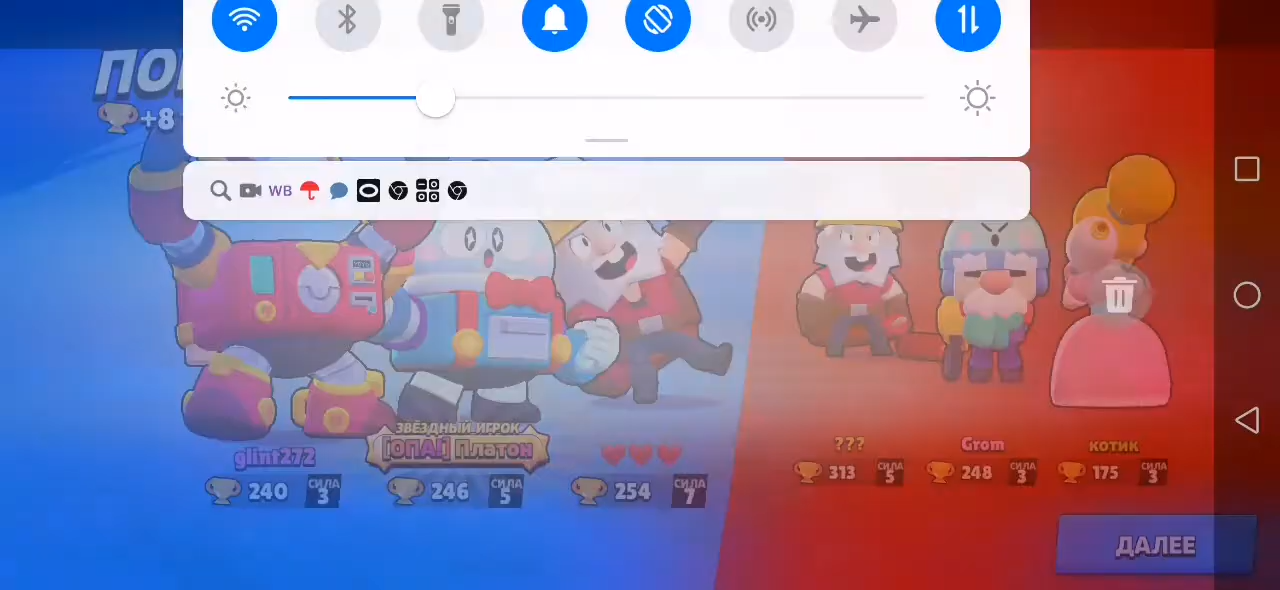 ПО
+8
WB
glint272
240
СИЛА
3
ЗВЁЗДНЫЙ ИГРОК
[ОПА!] Платон
246
СИЛА
5
254
СИЛА
7
???
313
СИЛА
5
Grom
248
СИЛА
3
котик
175
СИЛА
3
ДАЛЕЕ